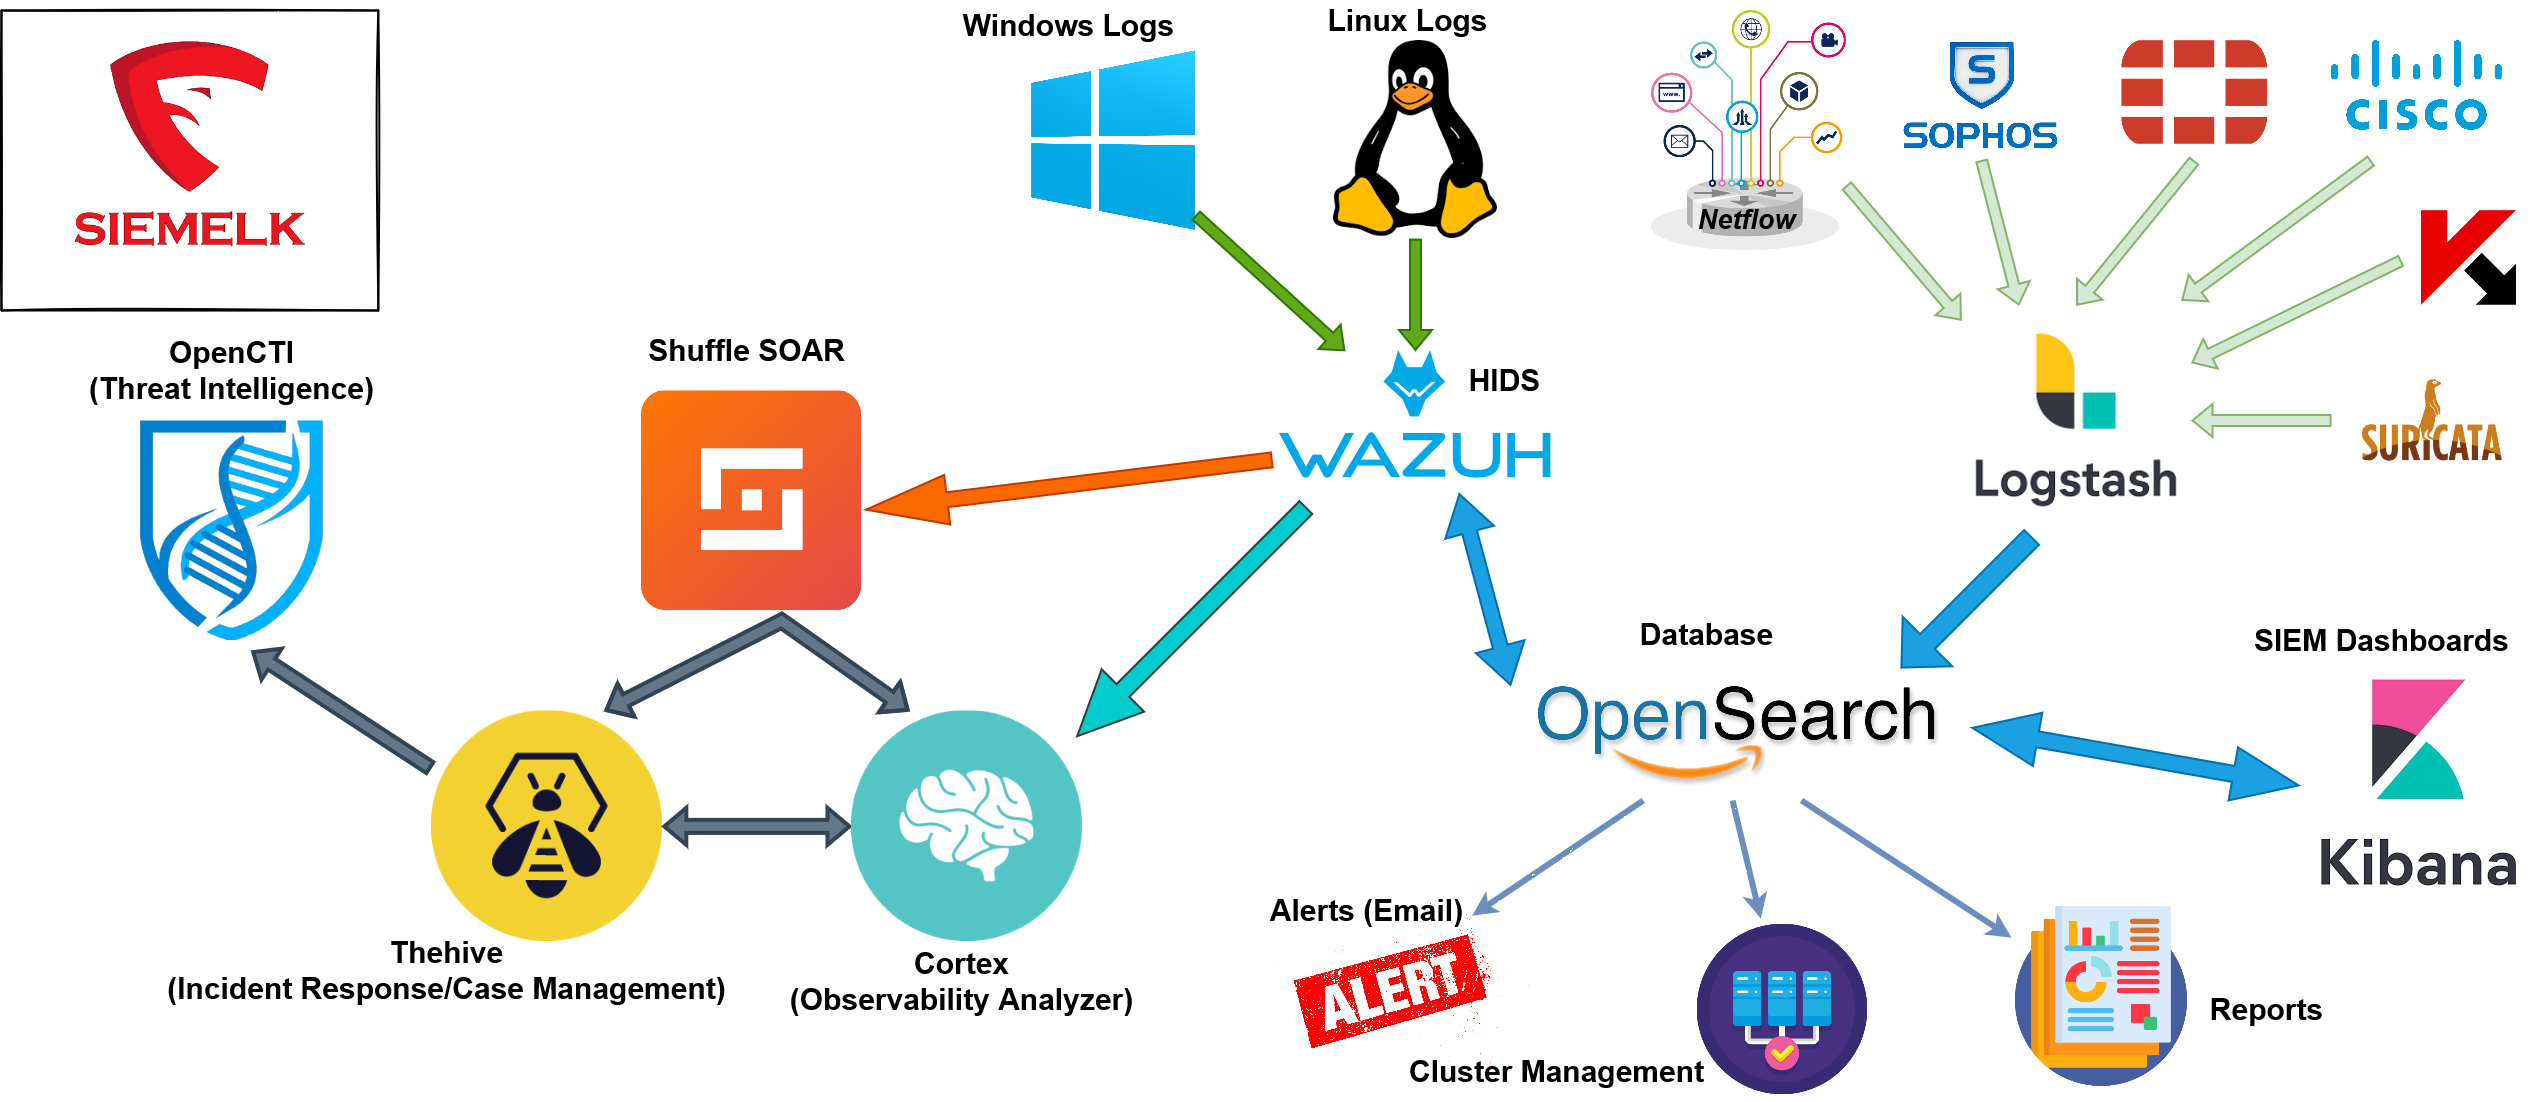 SIEMELK
Windows Logs
Linux Logs
www.
Netflow
S
SOPHOS
CISCO
OpenCTI
(Threat Intelligence)
Shuffle SOAR
HIDS
WAZUH
Logstash
SURICATA
Database
OpenSearch
SIEM Dashboards
Kibana
Thehive
(Incident Response/Case Management)
Cortex
(Observability Analyzer)
Alerts (Email)
ALERT
Cluster Management
Reports